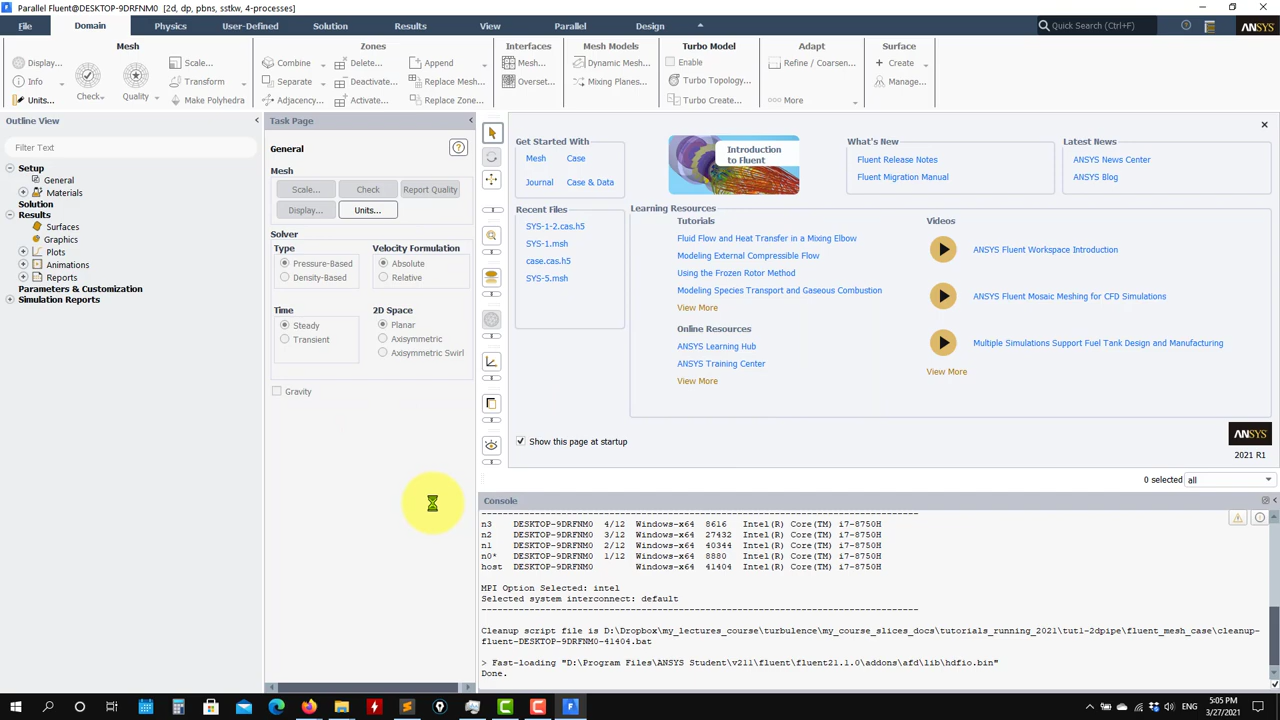 Parallel Fluent@DESKTOP-9DRFNM0 [2d, dp, pbns, sstkw, 4-processes]
File Domain Physics User-Defined Solution Results View Parallel Design Quick Search (Ctrl+F) ANSYS
Mesh Zones Interfaces Mesh Models Turbo Model Adapt Surface
Display... Scale... Combine Delete... Append Mesh... Dynamic Mesh... Enable Refine / Coarsen... Create
Info Check Quality Transform Separate Deactivate... Replace Mesh... Overset... Mixing Planes... Turbo Topology... Manage...
Units... Make Polyhedra Adjacency... Activate... Replace Zone... Turbo Create... More
Outline View
Filter Text
Setup
General
Materials
Solution
Results
Surfaces
Graphics
Plots
Animations
Reports
Parameters & Customization
Simulation Reports
Task Page
General
Mesh
Scale... Check Report Quality
Display... Units...
Solver
Type Velocity Formulation
Pressure-Based Absolute
Density-Based Relative
Time 2D Space
Steady Planar
Transient Axisymmetric
Axisymmetric Swirl
Gravity
Get Started With
Mesh Case
Journal Case & Data
Recent Files
SYS-1-2.cas.h5
SYS-1.msh
case.cas.h5
SYS-5.msh
Introduction
to Fluent
What's New
Fluent Release Notes
Fluent Migration Manual
Latest News
ANSYS News Center
ANSYS Blog
Learning Resources
Tutorials
Fluid Flow and Heat Transfer in a Mixing Elbow
Modeling External Compressible Flow
Using the Frozen Rotor Method
Modeling Species Transport and Gaseous Combustion
View More
Online Resources
ANSYS Learning Hub
ANSYS Training Center
View More
Videos
ANSYS Fluent Workspace Introduction
ANSYS Fluent Mosaic Meshing for CFD Simulations
Multiple Simulations Support Fuel Tank Design and Manufacturing
View More
Show this page at startup
ANSYS
2021 R1
0 selected all
Console
n3 DESKTOP-9DRFNM0 4/12 Windows-x64 8616 Intel(R) Core(TM) i7-8750H
n2 DESKTOP-9DRFNM0 3/12 Windows-x64 27432 Intel(R) Core(TM) i7-8750H
n1 DESKTOP-9DRFNM0 2/12 Windows-x64 40344 Intel(R) Core(TM) i7-8750H
n0* DESKTOP-9DRFNM0 1/12 Windows-x64 8880 Intel(R) Core(TM) i7-8750H
host DESKTOP-9DRFNM0 Windows-x64 41404 Intel(R) Core(TM) i7-8750H
MPI Option Selected: intel
Selected system interconnect: default
Cleanup script file is D:\Dropbox\my_lectures_course\turbulence\my_course_slices_docs\tutorials_running_2021\tut1-2dpipe\fluent_mesh_case\cleanup-
fluent-DESKTOP-9DRFNM0-41404.bat
> Fast-loading "D:\Program Files\ANSYS Student\v211\fluent\fluent21.1.0\addons\afd\lib\hdfio.bin"
Done.
ENG
5:05 PM
3/27/2021